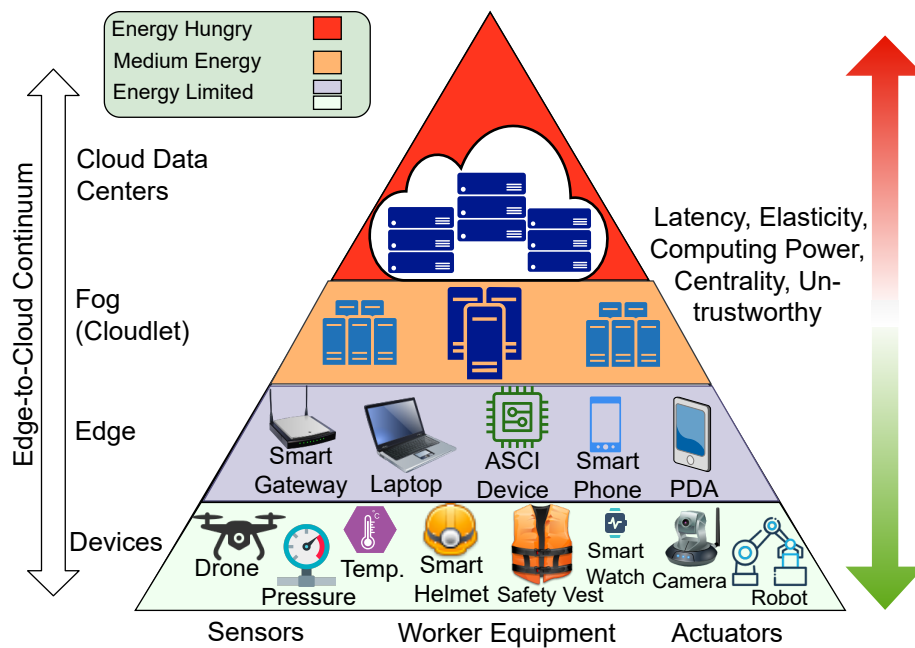 Energy Hungry
Medium Energy
Energy Limited
Edge-to-Cloud Continuum
Cloud Data
Centers
Latency, Elasticity,
Computing Power,
Centrality, Un-
trustworthy
Fog
(Cloudlet)
Edge
Smart
Gateway
Laptop
ASCI
Device
Smart
Phone
PDA
Devices
Drone
Pressure
°C
Temp.
Smart
Helmet
Safety Vest
Smart
Watch
Camera
Robot
Sensors
Worker Equipment
Actuators